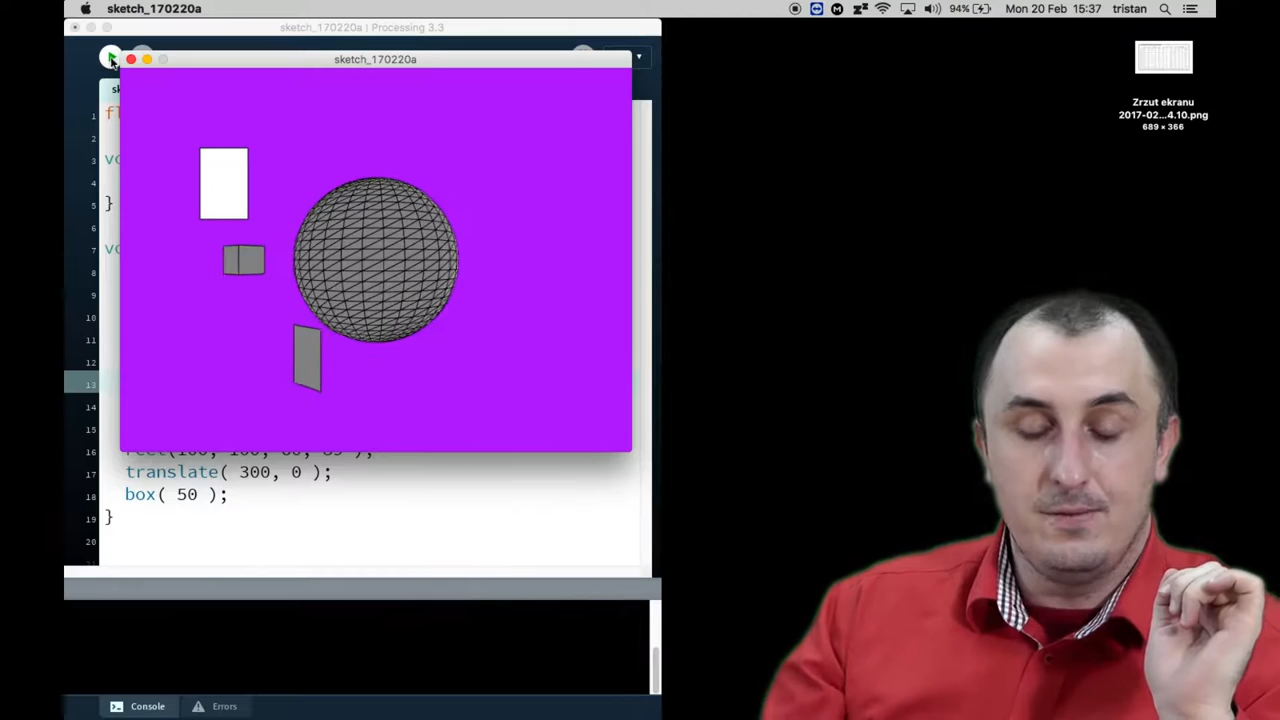 sketch_170220a
94%
Mon 20 Feb 15:37
tristan
sketch_170220a | Processing 3.3
sketch_170220a
Zrzut ekranu
2017-02...4.10.png
689 × 366
1
2
3
4
5 }
6
7
8
9
10
11
12
13
14
15
16
17 translate( 300, 0 );
18 box( 50 );
19 }
20
Console
Errors